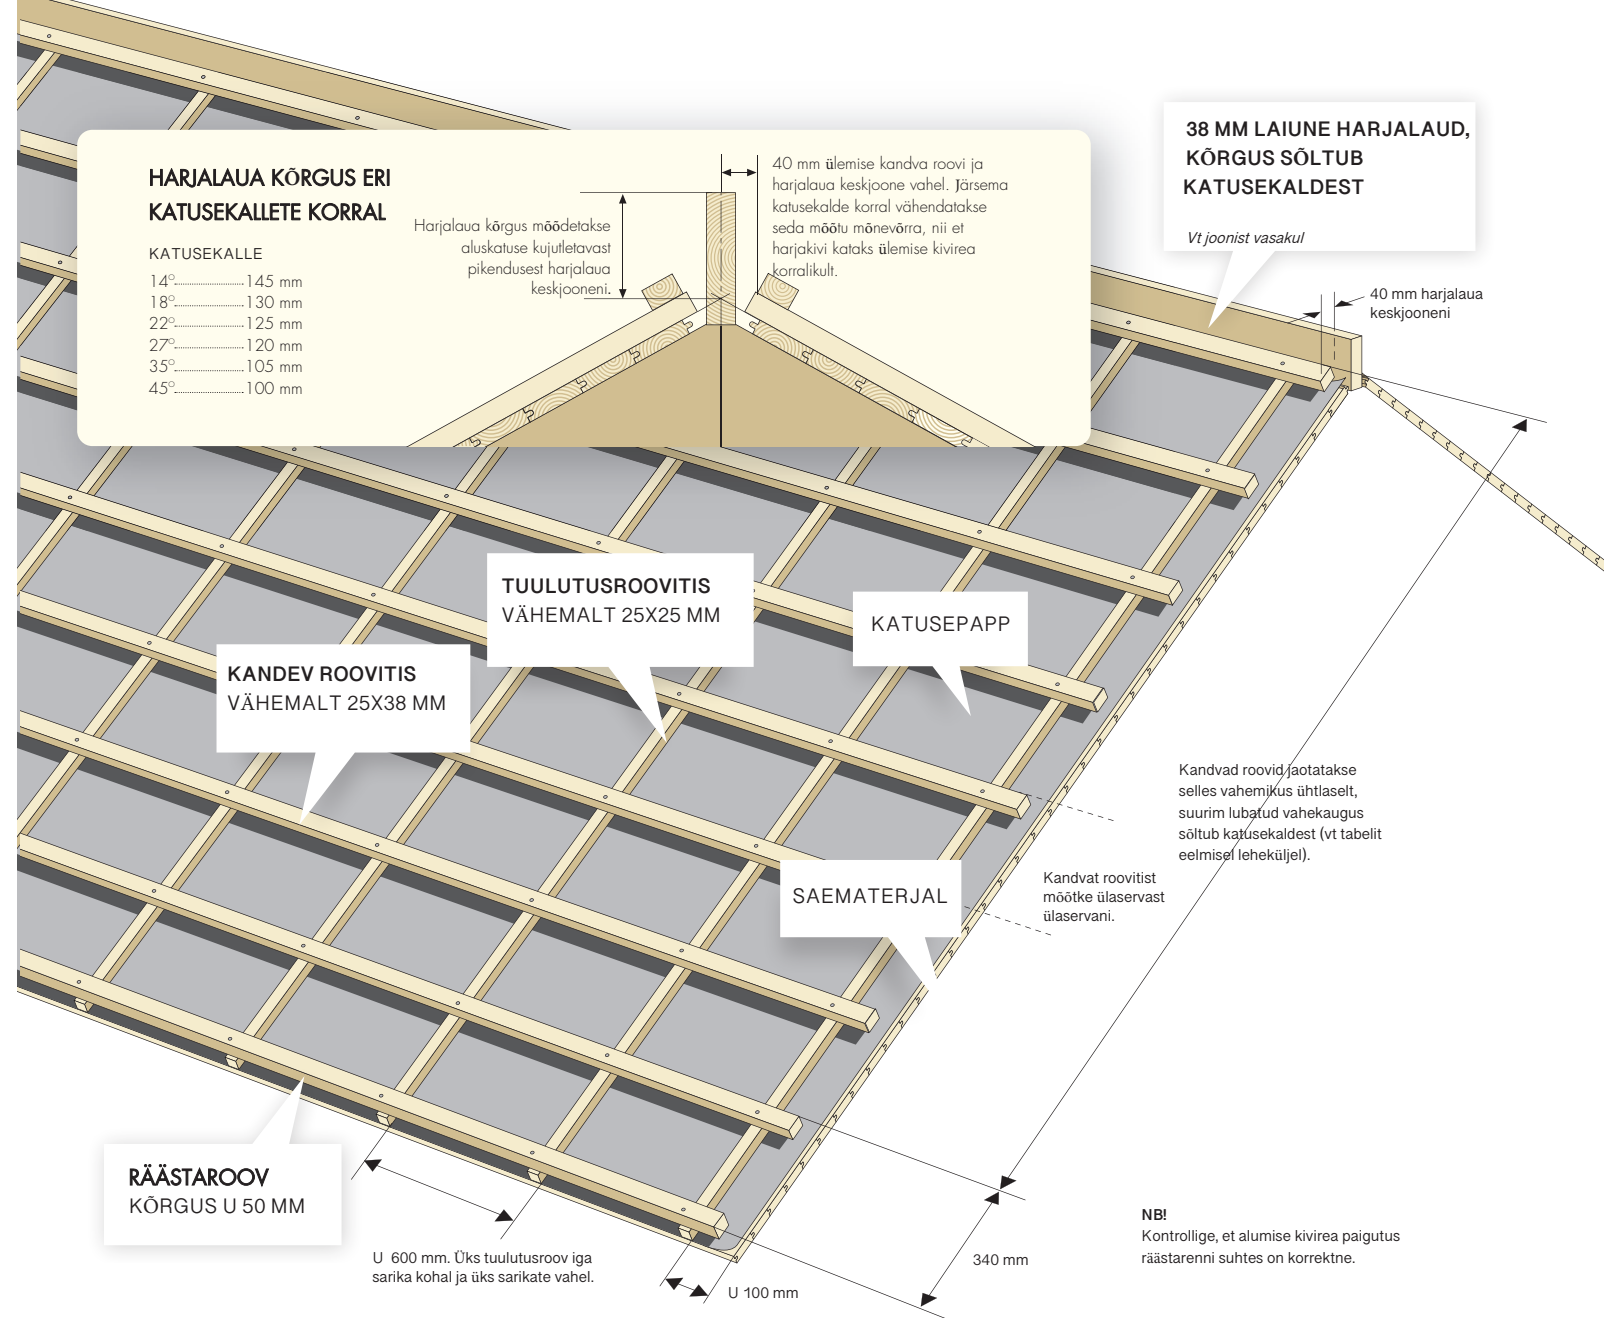 HARJALAUA KÕRGUS ERI
KATUSEKALLETE KORRAL
KATUSEKALLE
14°........................145 mm
18°........................130 mm
22°........................125 mm
27°........................120 mm
35°........................105 mm
45°........................100 mm
Harjalaua kõrgus mõõdetakse
aluskatuse kujutletavast
pikendusest harjalaua
keskjooneni.
40 mm ülemise kandva roovi ja
harjalaua keskjoone vahel. Järsema
katusekalde korral vähendatakse
seda mõõtu mõnevõrra, nii et
harjakivi kataks ülemise kivirea
korralikult.
38 MM LAIUNE HARJALAUD,
KÕRGUS SÕLTUB
KATUSEKALDEST
Vt joonist vasakul
40 mm harjalaua
keskjooneni
TUULUTUSROOVITIS
VÄHEMALT 25X25 MM
KATUSEPAPP
KANDEV ROOVITIS
VÄHEMALT 25X38 MM
Kandvad roovid jaotatakse
selles vahemikus ühtlaselt,
suurim lubatud vahekaugus
sõltub katusekaldest (vt tabelit
eelmisel leheküljel).
SAEMATERJAL
Kandvat roovitist
mõõtke ülaservast
ülaservani.
RÄÄSTAROOV
KÕRGUS U 50 MM
U 600 mm. Üks tuulutusroov iga
sarika kohal ja üks sarikate vahel.
U 100 mm
340 mm
NB!
Kontrollige, et alumise kivirea paigutus
räästarenni suhtes on korrektne.